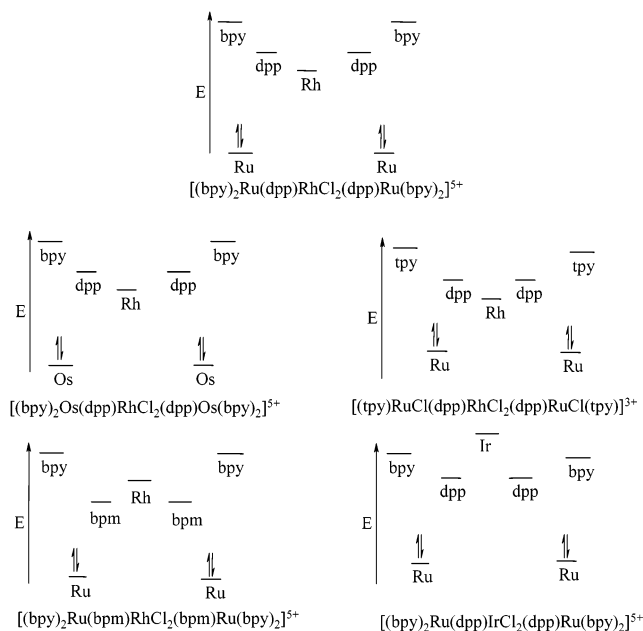 bpy bpy
dpp dpp
Rh
E
Ru Ru
[(bpy)₂Ru(dpp)RhCl₂(dpp)Ru(bpy)₂]⁵⁺
bpy bpy
dpp dpp
Rh
E
Os Os
[(bpy)₂Os(dpp)RhCl₂(dpp)Os(bpy)₂]⁵⁺
tpy tpy
dpp dpp
Rh
E
Ru Ru
[(tpy)RuCl(dpp)RhCl₂(dpp)RuCl(tpy)]³⁺
bpy bpy
Rh
bpm bpm
E
Ru Ru
[(bpy)₂Ru(bpm)RhCl₂(bpm)Ru(bpy)₂]⁵⁺
Ir
bpy bpy
dpp dpp
E
Ru Ru
[(bpy)₂Ru(dpp)IrCl₂(dpp)Ru(bpy)₂]⁵⁺